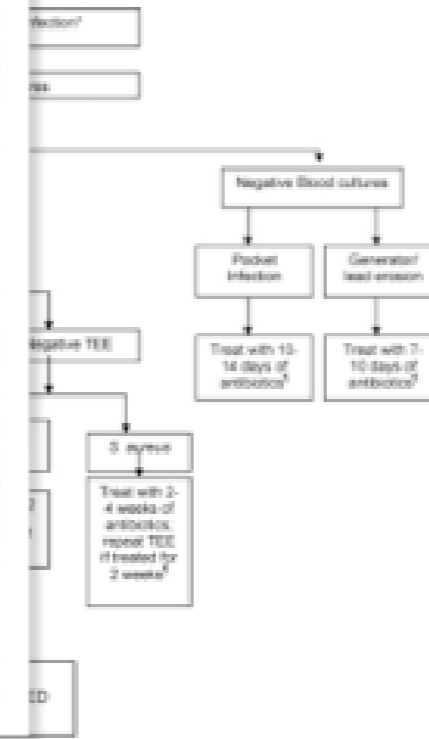 Negative Blood cultures
Pocket
Infection
Generator/
lead erosion
Negative TEE
Treat with 10-
14 days of
antibiotics
Treat with 7-
10 days of
antibiotics
S. aureus
Treat with 2-
4 weeks of
antibiotics,
repeat TEE
if treated for
2 weeks